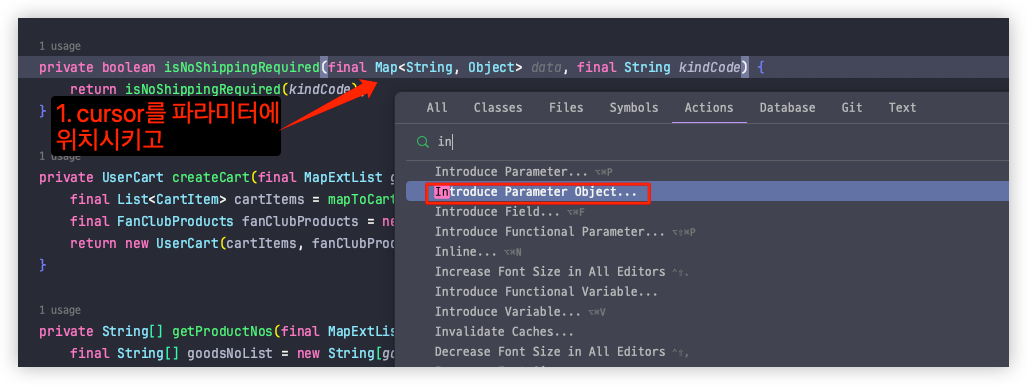 1 usage
private boolean isNoShippingRequired(final Map<String, Object> data, final String kindCode) {
return isNoShippingRequired(kindCode)
}
1. cursor를 파라미터에
위치시키고
1 usage
private UserCart createCart(final MapExtList
final List<CartItem> cartItems = mapToCart
final FanClubProducts fanClubProducts = ne
return new UserCart(cartItems, fanClubProd
}
1 usage
private String[] getProductNos(final MapExtList
final String[] goodsNoList = new String[go
All Classes Files Symbols Actions Database Git Text
in
Introduce Parameter... ⌥⌘P
Introduce Parameter Object...
Introduce Field... ⌥⌘F
Introduce Functional Parameter... ⌥⇧⌘P
Inline... ⌥⌘N
Increase Font Size in All Editors ⌃⇧.
Introduce Functional Variable...
Introduce Variable... ⌥⌘V
Invalidate Caches...
Decrease Font Size in All Editors ⌃⇧,